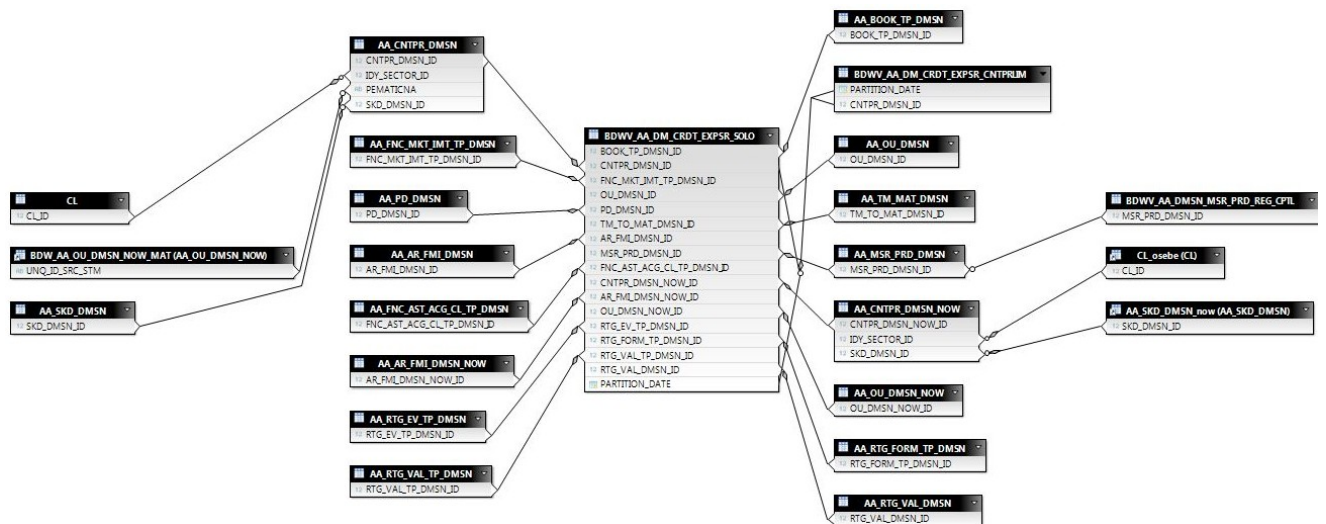 CL
CL_ID
BDW_AA_OU_DMSN_NOW_MAT (AA_OU_DMSN_NOW)
UNQ_ID_SRC_STM
AA_SKD_DMSN
SKD_DMSN_ID
AA_CNTPR_DMSN
CNTPR_DMSN_ID
IDY_SECTOR_ID
PEMATICNA
SKD_DMSN_ID
AA_FNC_MKT_IMT_TP_DMSN
FNC_MKT_IMT_TP_DMSN_ID
AA_PD_DMSN
PD_DMSN_ID
AA_AR_FMI_DMSN
AR_FMI_DMSN_ID
AA_FNC_AST_ACG_CL_TP_DMSN
FNC_AST_ACG_CL_TP_DMSN_ID
AA_AR_FMI_DMSN_NOW
AR_FMI_DMSN_NOW_ID
AA_RTG_EV_TP_DMSN
RTG_EV_TP_DMSN_ID
AA_RTG_VAL_TP_DMSN
RTG_VAL_TP_DMSN_ID
BDWV_AA_DM_CRDT_EXPSR_SOLO
BOOK_TP_DMSN_ID
CNTPR_DMSN_ID
FNC_MKT_IMT_TP_DMSN_ID
OU_DMSN_ID
PD_DMSN_ID
TM_TO_MAT_DMSN_ID
AR_FMI_DMSN_ID
MSR_PRD_DMSN_ID
FNC_AST_ACG_CL_TP_DMSN_ID
CNTPR_DMSN_NOW_ID
AR_FMI_DMSN_NOW_ID
OU_DMSN_NOW_ID
RTG_EV_TP_DMSN_ID
RTG_FORM_TP_DMSN_ID
RTG_VAL_TP_DMSN_ID
RTG_VAL_DMSN_ID
PARTITION_DATE
AA_BOOK_TP_DMSN
BOOK_TP_DMSN_ID
BDWV_AA_DM_CRDT_EXPSR_CNTPRLIM
PARTITION_DATE
CNTPR_DMSN_ID
AA_OU_DMSN
OU_DMSN_ID
AA_TM_MAT_DMSN
TM_TO_MAT_DMSN_ID
AA_MSR_PRD_DMSN
MSR_PRD_DMSN_ID
AA_CNTPR_DMSN_NOW
CNTPR_DMSN_NOW_ID
IDY_SECTOR_ID
SKD_DMSN_ID
AA_OU_DMSN_NOW
OU_DMSN_NOW_ID
AA_RTG_FORM_TP_DMSN
RTG_FORM_TP_DMSN_ID
AA_RTG_VAL_DMSN
RTG_VAL_DMSN_ID
BDWV_AA_DMSN_MSR_PRD_REG_CPTL
MSR_PRD_DMSN_ID
CL_osebe (CL)
CL_ID
AA_SKD_DMSN_now (AA_SKD_DMSN)
SKD_DMSN_ID